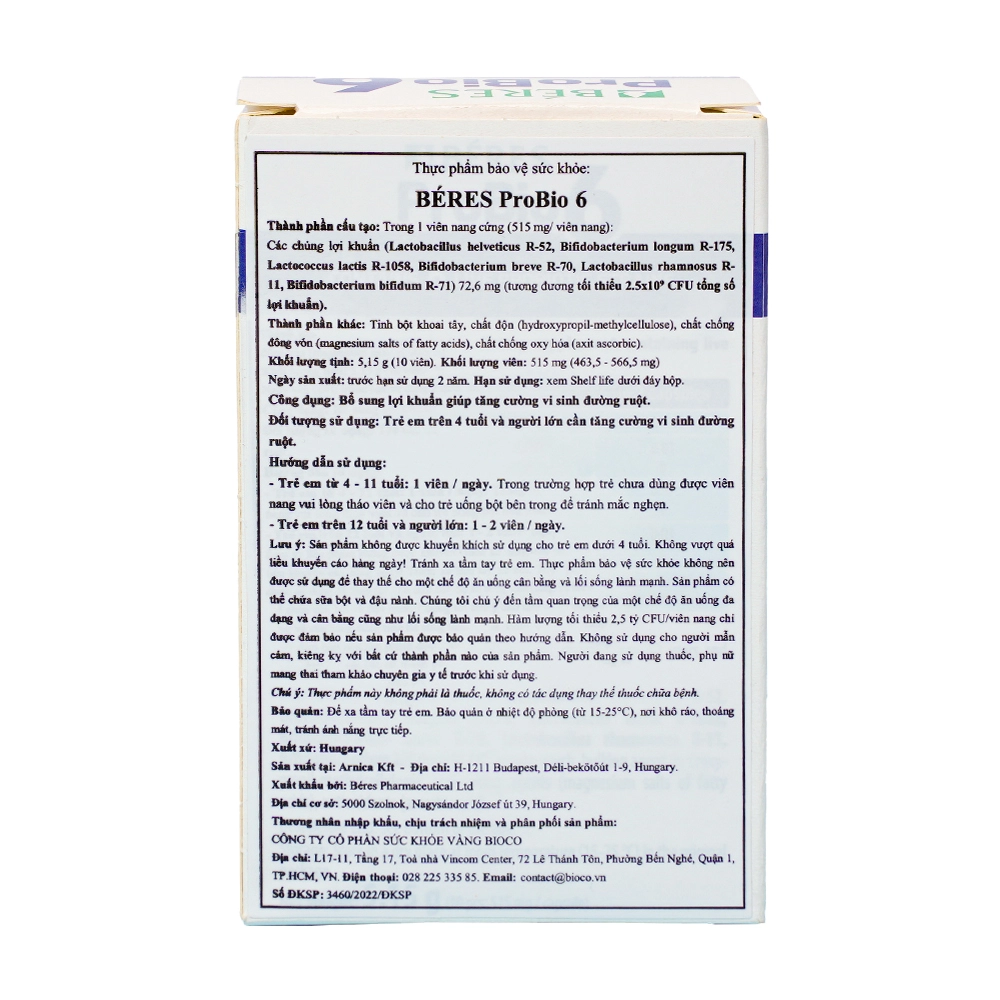 BÉRES
ProBio 6
Thực phẩm bảo vệ sức khỏe:
BÉRES ProBio 6
Thành phần cấu tạo: Trong 1 viên nang cứng (515 mg/ viên nang):
Các chủng lợi khuẩn (Lactobacillus helveticus R-52, Bifidobacterium longum R-175,
Lactococcus lactis R-1058, Bifidobacterium breve R-70, Lactobacillus rhamnosus R-
11, Bifidobacterium bifidum R-71) 72,6 mg (tương đương tối thiểu 2.5x10⁹ CFU tổng số
lợi khuẩn).
Thành phần khác: Tinh bột khoai tây, chất độn (hydroxypropil-methylcellulose), chất chống
đông vón (magnesium salts of fatty acids), chất chống oxy hóa (axit ascorbic).
Khối lượng tịnh: 5,15 g (10 viên). Khối lượng viên: 515 mg (463,5 - 566,5 mg)
Ngày sản xuất: trước hạn sử dụng 2 năm. Hạn sử dụng: xem Shelf life dưới đáy hộp.
Công dụng: Bổ sung lợi khuẩn giúp tăng cường vi sinh đường ruột.
Đối tượng sử dụng: Trẻ em trên 4 tuổi và người lớn cần tăng cường vi sinh đường
ruột.
Hướng dẫn sử dụng:
- Trẻ em từ 4 - 11 tuổi: 1 viên / ngày. Trong trường hợp trẻ chưa dùng được viên
nang vui lòng tháo viên và cho trẻ uống bột bên trong để tránh mắc nghẹn.
- Trẻ em trên 12 tuổi và người lớn: 1 - 2 viên / ngày.
Lưu ý: Sản phẩm không được khuyến khích sử dụng cho trẻ em dưới 4 tuổi. Không vượt quá
liều khuyến cáo hàng ngày! Tránh xa tầm tay trẻ em. Thực phẩm bảo vệ sức khỏe không nên
được sử dụng để thay thế cho một chế độ ăn uống cân bằng và lối sống lành mạnh. Sản phẩm có
thể chứa sữa bột và đậu nành. Chúng tôi chú ý đến tầm quan trọng của một chế độ ăn uống đa
dạng và cân bằng cũng như lối sống lành mạnh. Hàm lượng tối thiểu 2,5 tỷ CFU/viên nang chỉ
được đảm bảo nếu sản phẩm được bảo quản theo hướng dẫn. Không sử dụng cho người mẫn
cảm, kiêng kỵ với bất cứ thành phần nào của sản phẩm. Người đang sử dụng thuốc, phụ nữ
mang thai tham khảo chuyên gia y tế trước khi sử dụng.
Chú ý: Thực phẩm này không phải là thuốc, không có tác dụng thay thế thuốc chữa bệnh.
Bảo quản: Để xa tầm tay trẻ em. Bảo quản ở nhiệt độ phòng (từ 15-25°C), nơi khô ráo, thoáng
mát, tránh ánh nắng trực tiếp.
Xuất xứ: Hungary
Sản xuất tại: Arnica Kft - Địa chỉ: H-1211 Budapest, Déli-bekötőút 1-9, Hungary.
Xuất khẩu bởi: Béres Pharmaceutical Ltd
Địa chỉ cơ sở: 5000 Szolnok, Nagysándor József út 39, Hungary.
Thương nhân nhập khẩu, chịu trách nhiệm và phân phối sản phẩm:
CÔNG TY CỔ PHẦN SỨC KHỎE VÀNG BIOCO
Địa chỉ: L17-11, Tầng 17, Toà nhà Vincom Center, 72 Lê Thánh Tôn, Phường Bến Nghé, Quận 1,
TP.HCM, VN. Điện thoại: 028 225 335 85. Email: contact@bioco.vn
Số ĐKSP: 3460/2022/ĐKSP